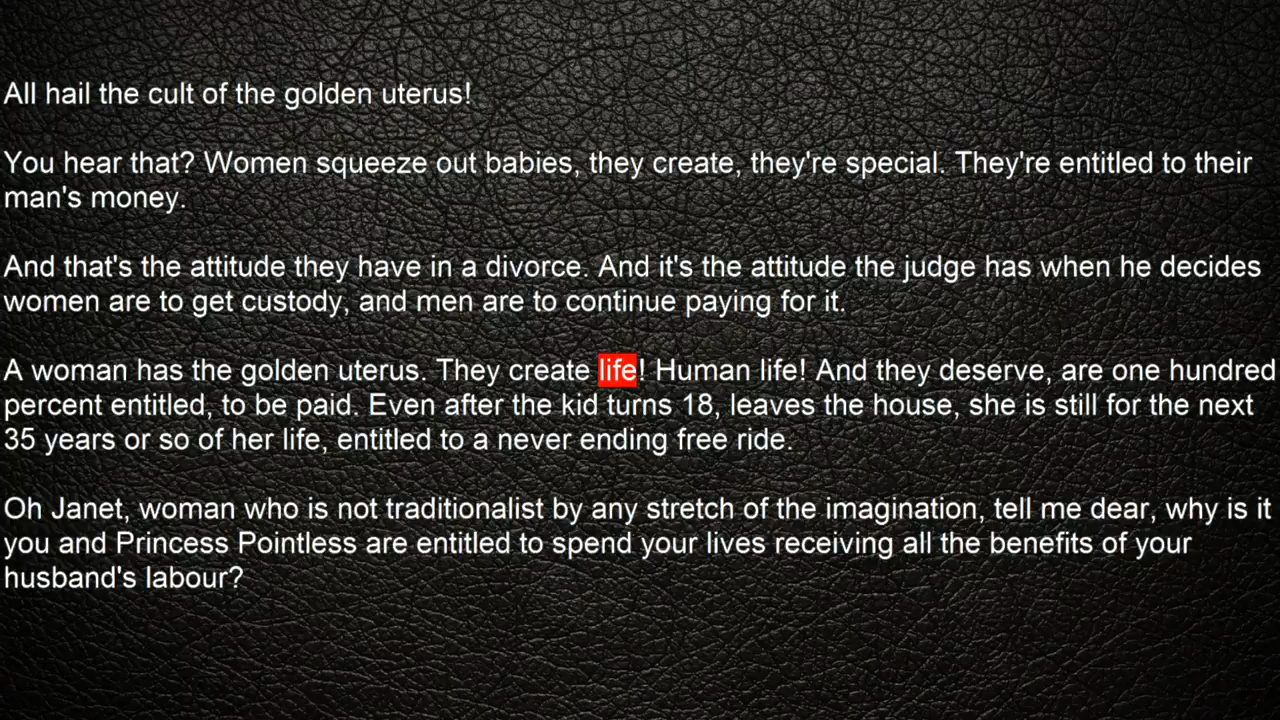 All hail the cult of the golden uterus!
You hear that? Women squeeze out babies, they create, they're special. They're entitled to their
man's money.
And that's the attitude they have in a divorce. And it's the attitude the judge has when he decides
women are to get custody, and men are to continue paying for it.
A woman has the golden uterus. They create life! Human life! And they deserve, are one hundred
percent entitled, to be paid. Even after the kid turns 18, leaves the house, she is still for the next
35 years or so of her life, entitled to a never ending free ride.
Oh Janet, woman who is not traditionalist by any stretch of the imagination, tell me dear, why is it
you and Princess Pointless are entitled to spend your lives receiving all the benefits of your
husband's labour?